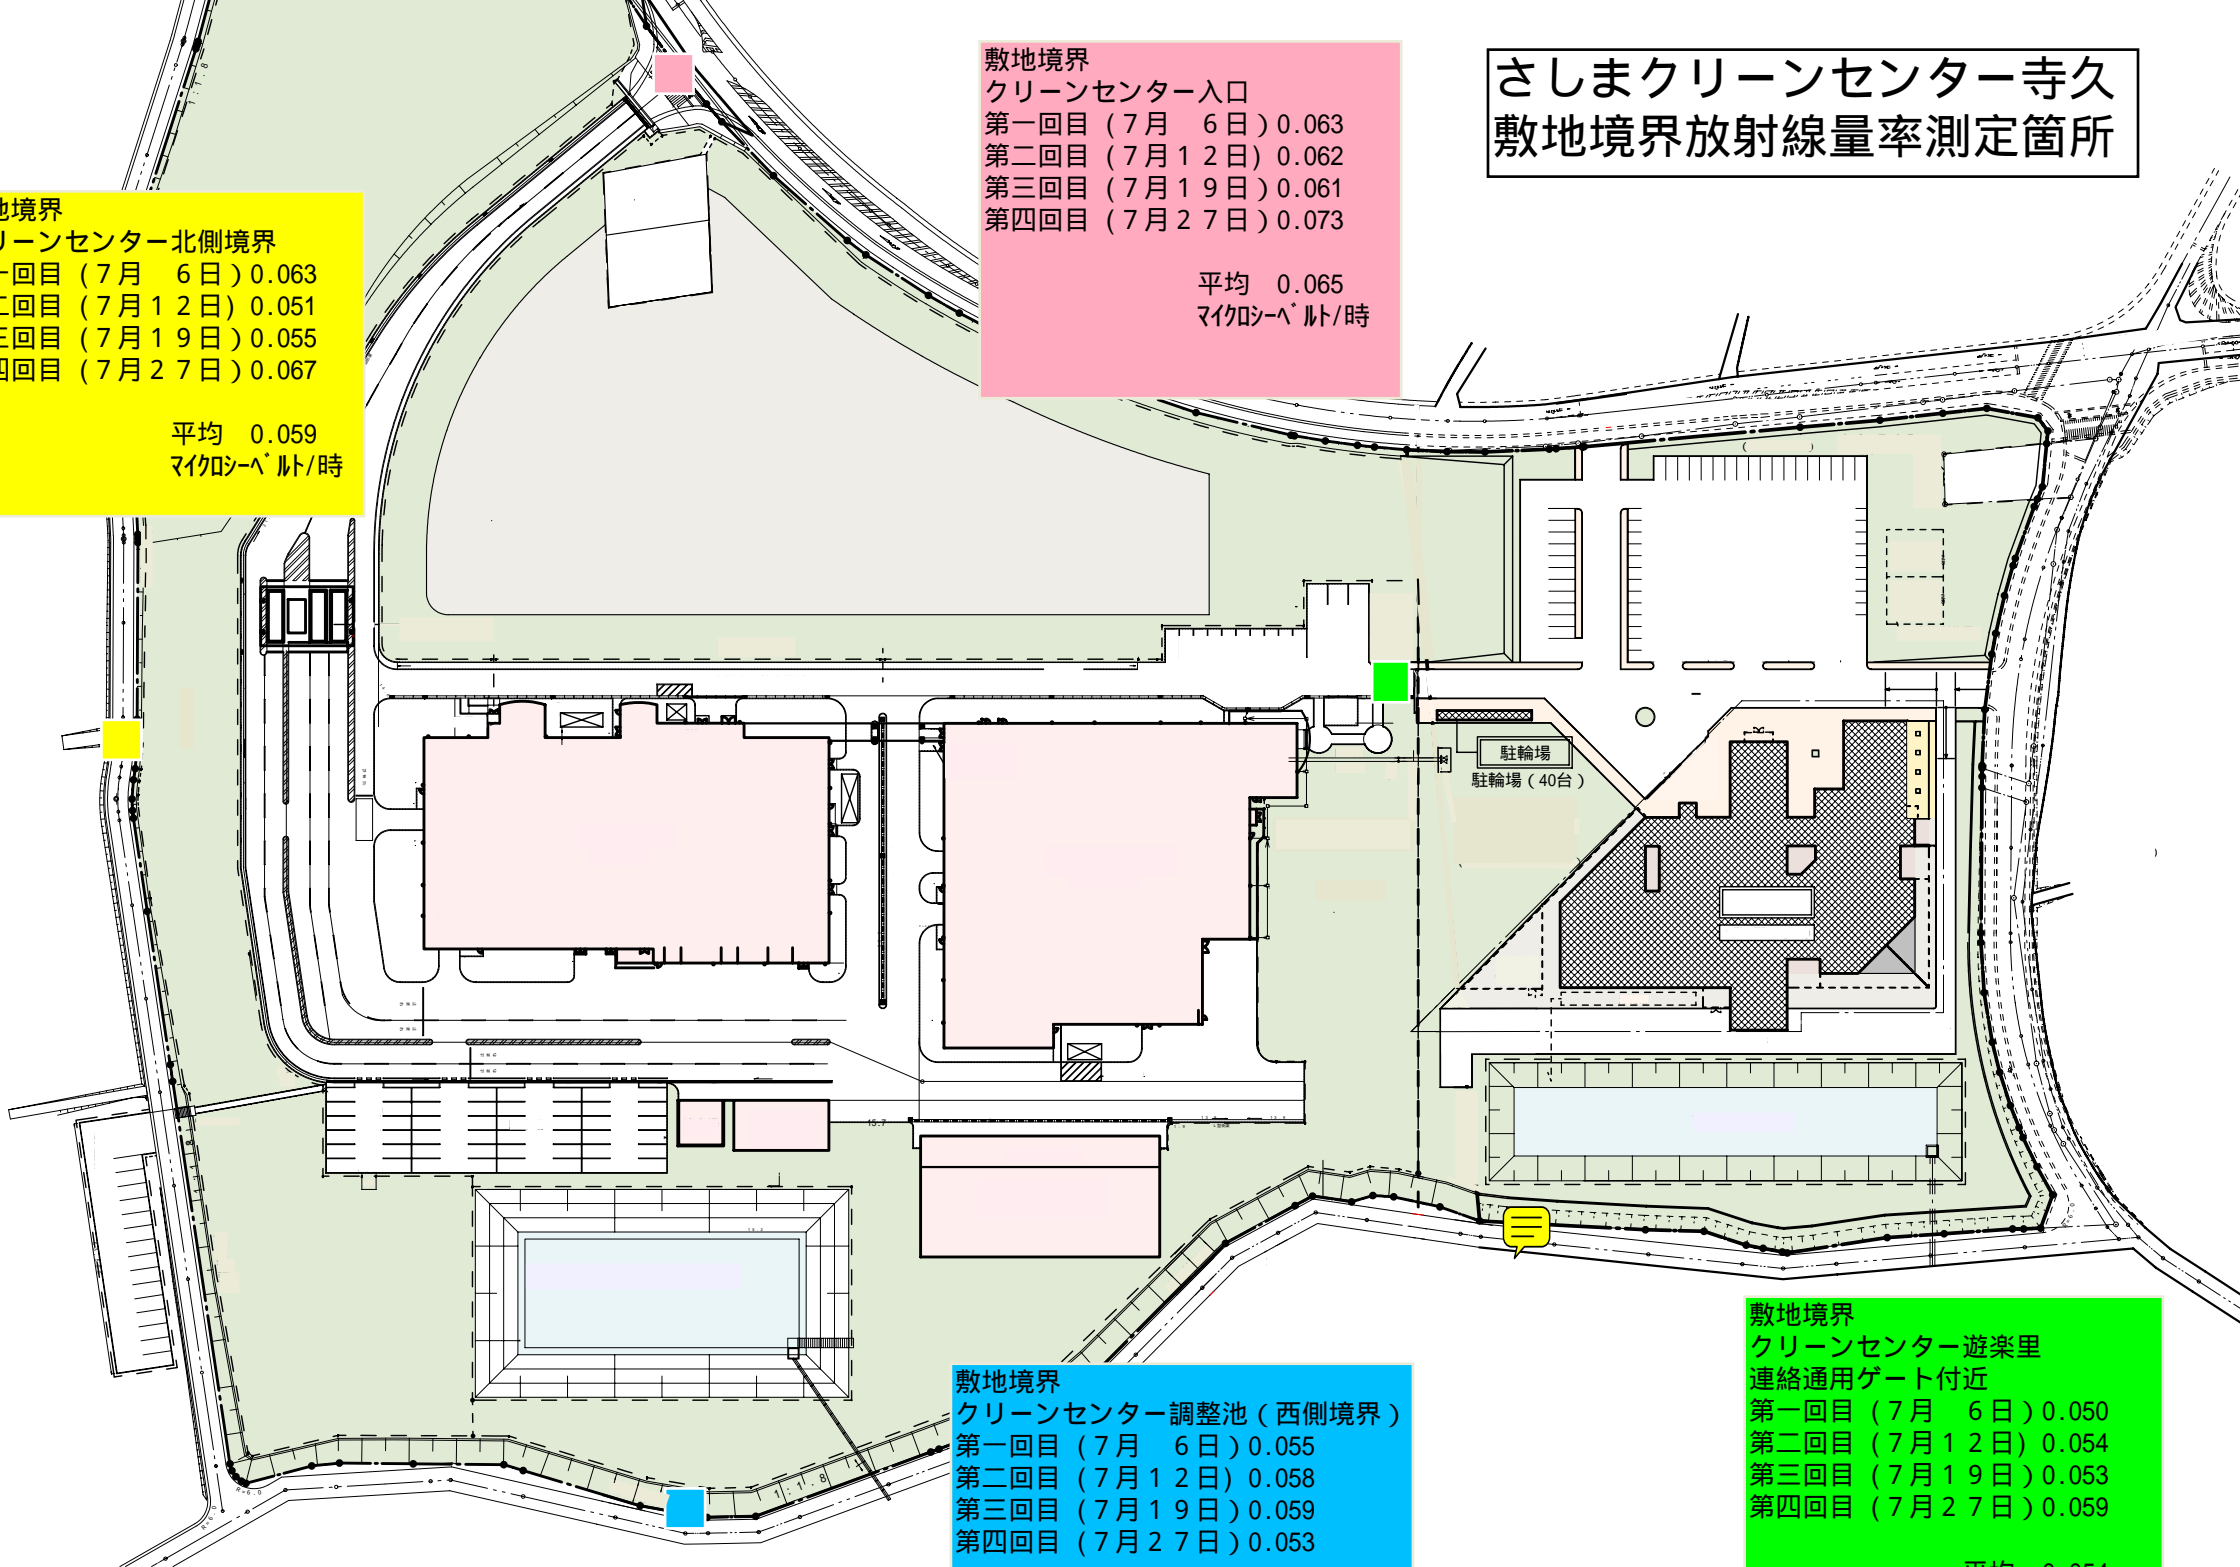 さしまクリーンセンター寺久
敷地境界放射線量率測定箇所
敷地境界
クリーンセンター入口
第一回目（７月　６日）0.063
第二回目（７月１２日) 0.062
第三回目（７月１９日）0.061
第四回目（７月２７日）0.073
平均　0.065
ﾏｲｸﾛｼｰﾍﾞﾙﾄ/時
地境界
リーンセンター北側境界
一回目（７月　６日）0.063
二回目（７月１２日) 0.051
三回目（７月１９日）0.055
四回目（７月２７日）0.067
平均　0.059
ﾏｲｸﾛｼｰﾍﾞﾙﾄ/時
駐輪場
駐輪場（40台）
15.7
1:1.8
R=6.0
R=6.0
敷地境界
クリーンセンター調整池（西側境界）
第一回目（７月　６日）0.055
第二回目（７月１２日) 0.058
第三回目（７月１９日）0.059
第四回目（７月２７日）0.053
敷地境界
クリーンセンター遊楽里
連絡通用ゲート付近
第一回目（７月　６日）0.050
第二回目（７月１２日) 0.054
第三回目（７月１９日）0.053
第四回目（７月２７日）0.059
平均　0.054